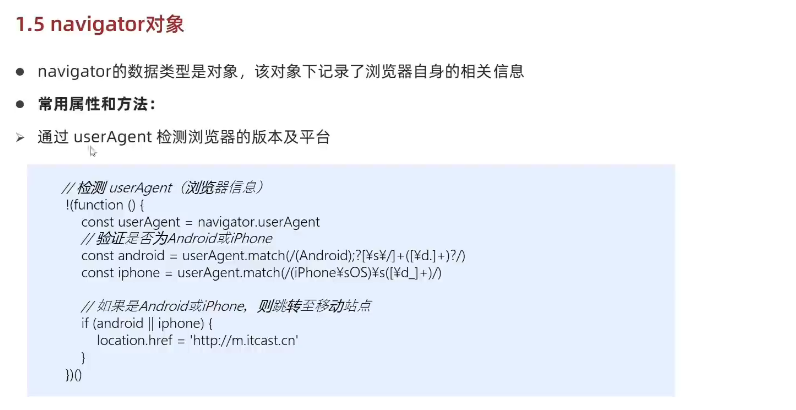 1.5 navigator对象
● navigator的数据类型是对象，该对象下记录了浏览器自身的相关信息
● 常用属性和方法：
➢ 通过 userAgent 检测浏览器的版本及平台
// 检测 userAgent（浏览器信息）
!(function () {
const userAgent = navigator.userAgent
// 验证是否为Android或iPhone
const android = userAgent.match(/(Android);?[¥s¥/]+([¥d.]+)?/)
const iphone = userAgent.match(/(iPhone¥sOS)¥s([¥d_]+)/)
// 如果是Android或iPhone，则跳转至移动站点
if (android || iphone) {
location.href = 'http://m.itcast.cn'
}
})()